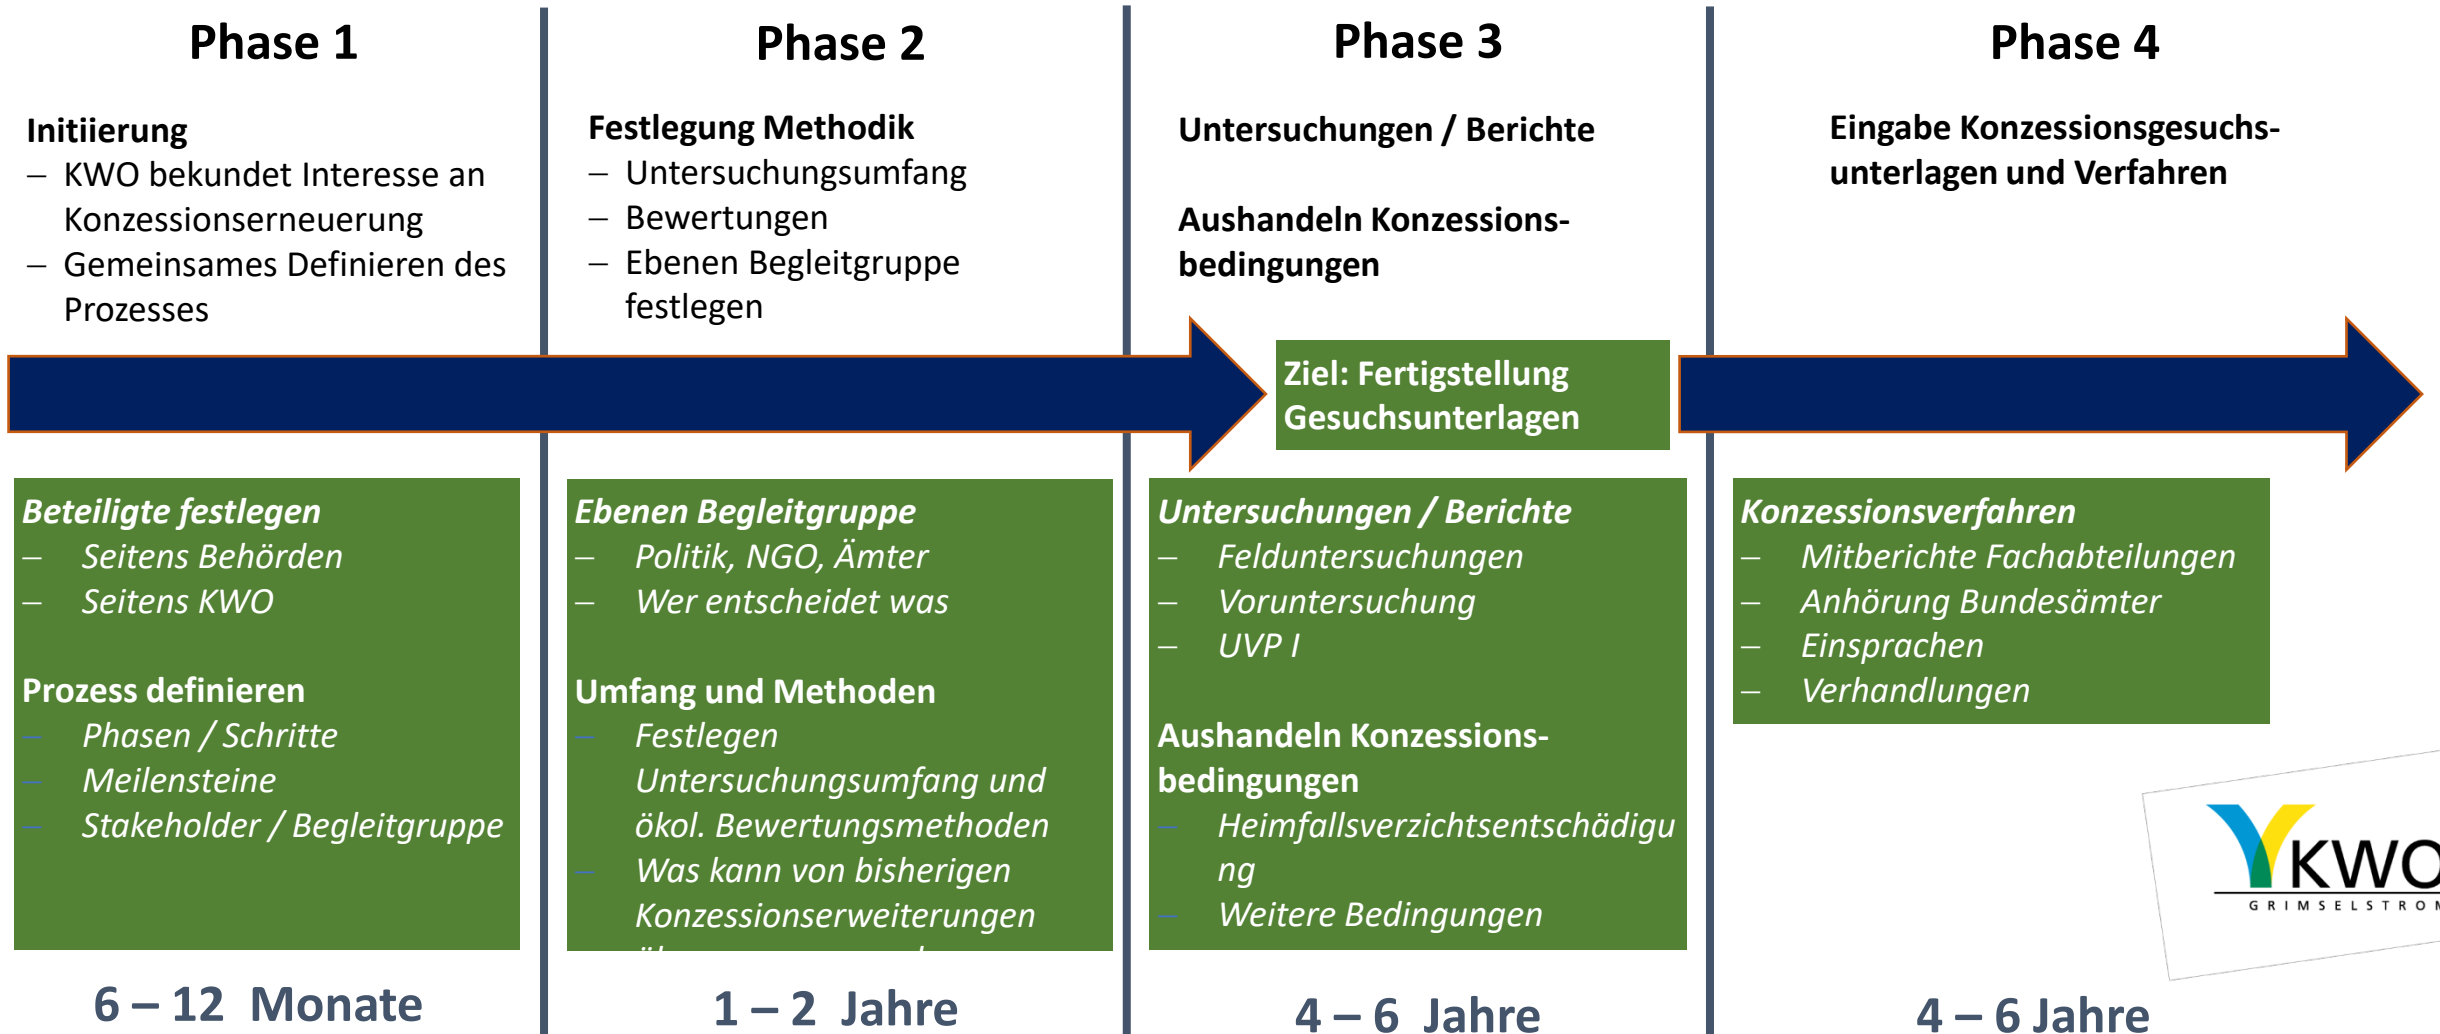 Phase 1
Initiierung
– KWO bekundet Interesse an
Konzessionserneuerung
– Gemeinsames Definieren des
Prozesses
Beteiligte festlegen
– Seitens Behörden
– Seitens KWO
Prozess definieren
– Phasen / Schritte
– Meilensteine
– Stakeholder / Begleitgruppe
6 – 12 Monate
Phase 2
Festlegung Methodik
– Untersuchungsumfang
– Bewertungen
– Ebenen Begleitgruppe
festlegen
Ebenen Begleitgruppe
– Politik, NGO, Ämter
– Wer entscheidet was
Umfang und Methoden
– Festlegen
Untersuchungsumfang und
ökol. Bewertungsmethoden
– Was kann von bisherigen
Konzessionserweiterungen
1 – 2 Jahre
Phase 3
Untersuchungen / Berichte
Aushandeln Konzessions-
bedingungen
Ziel: Fertigstellung
Gesuchsunterlagen
Untersuchungen / Berichte
– Felduntersuchungen
– Voruntersuchung
– UVP I
Aushandeln Konzessions-
bedingungen
– Heimfallsverzichtsentschädigu
ng
– Weitere Bedingungen
4 – 6 Jahre
Phase 4
Eingabe Konzessionsgesuchs-
unterlagen und Verfahren
Konzessionsverfahren
– Mitberichte Fachabteilungen
– Anhörung Bundesämter
– Einsprachen
– Verhandlungen
KWO
GRIMSELSTROM
4 – 6 Jahre